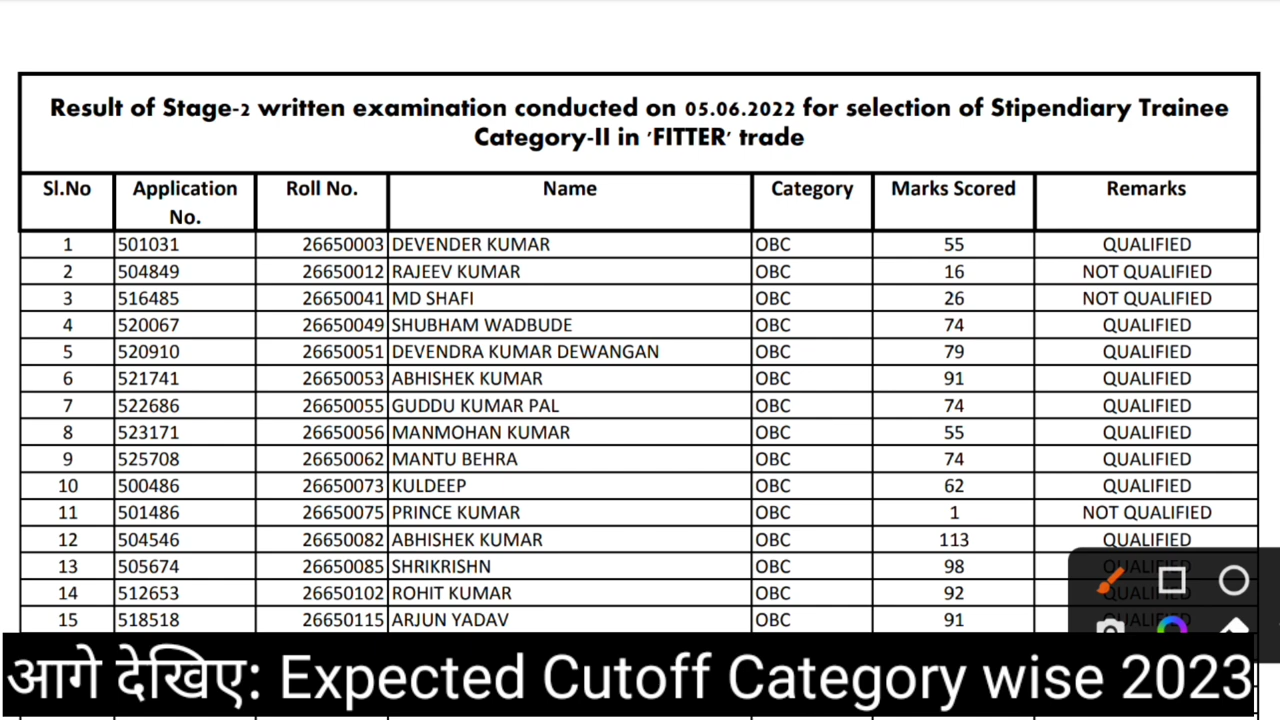 Result of Stage-2 written examination conducted on 05.06.2022 for selection of Stipendiary Trainee
Category-II in 'FITTER' trade
Sl.No Application No. Roll No. Name Category Marks Scored Remarks
1 501031 26650003 DEVENDER KUMAR OBC 55 QUALIFIED
2 504849 26650012 RAJEEV KUMAR OBC 16 NOT QUALIFIED
3 516485 26650041 MD SHAFI OBC 26 NOT QUALIFIED
4 520067 26650049 SHUBHAM WADBUDE OBC 74 QUALIFIED
5 520910 26650051 DEVENDRA KUMAR DEWANGAN OBC 79 QUALIFIED
6 521741 26650053 ABHISHEK KUMAR OBC 91 QUALIFIED
7 522686 26650055 GUDDU KUMAR PAL OBC 74 QUALIFIED
8 523171 26650056 MANMOHAN KUMAR OBC 55 QUALIFIED
9 525708 26650062 MANTU BEHRA OBC 74 QUALIFIED
10 500486 26650073 KULDEEP OBC 62 QUALIFIED
11 501486 26650075 PRINCE KUMAR OBC 1 NOT QUALIFIED
12 504546 26650082 ABHISHEK KUMAR OBC 113 QUALIFIED
13 505674 26650085 SHRIKRISHN OBC 98 QUALIFIED
14 512653 26650102 ROHIT KUMAR OBC 92 QUALIFIED
15 518518 26650115 ARJUN YADAV OBC 91
आगे देखिए: Expected Cutoff Category wise 2023